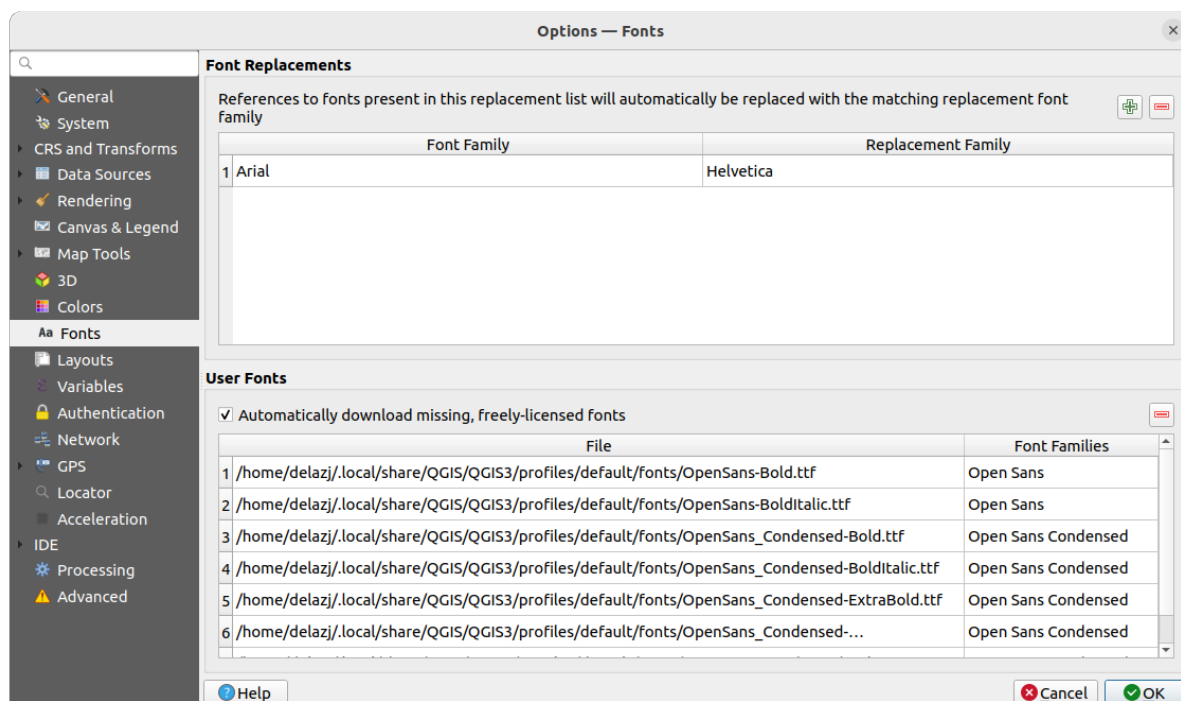 Options — Fonts
General
System
CRS and Transforms
Data Sources
Rendering
Canvas & Legend
Map Tools
3D
Colors
Aa Fonts
Layouts
Variables
Authentication
Network
GPS
Locator
Acceleration
IDE
Processing
Advanced
Font Replacements
References to fonts present in this replacement list will automatically be replaced with the matching replacement font
family
Font Family Replacement Family
1 Arial Helvetica
User Fonts
Automatically download missing, freely-licensed fonts
File Font Families
1 /home/delazj/.local/share/QGIS/QGIS3/profiles/default/fonts/OpenSans-Bold.ttf Open Sans
2 /home/delazj/.local/share/QGIS/QGIS3/profiles/default/fonts/OpenSans-BoldItalic.ttf Open Sans
3 /home/delazj/.local/share/QGIS/QGIS3/profiles/default/fonts/OpenSans_Condensed-Bold.ttf Open Sans Condensed
4 /home/delazj/.local/share/QGIS/QGIS3/profiles/default/fonts/OpenSans_Condensed-BoldItalic.ttf Open Sans Condensed
5 /home/delazj/.local/share/QGIS/QGIS3/profiles/default/fonts/OpenSans_Condensed-ExtraBold.ttf Open Sans Condensed
6 /home/delazj/.local/share/QGIS/QGIS3/profiles/default/fonts/OpenSans_Condensed-... Open Sans Condensed
Help Cancel OK